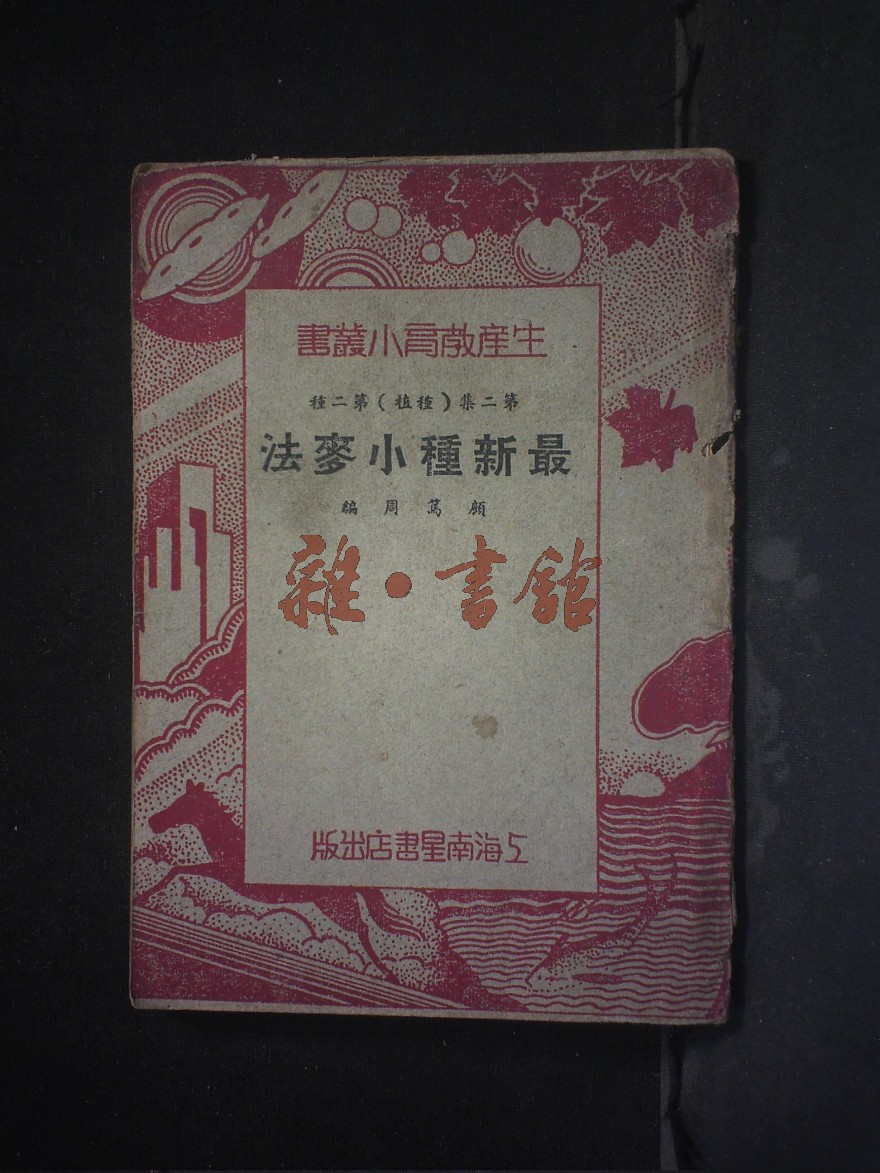 生產教育小叢書
第二集（種植）第二種
最新種小麥法
顧篤周編
雜·書館
上海南星書店出版